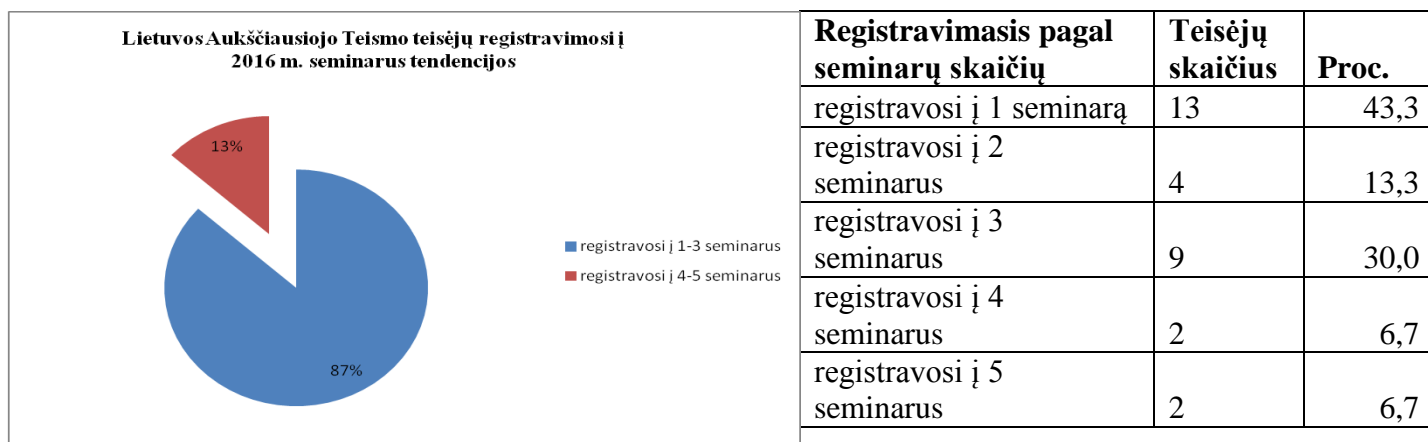 Lietuvos Aukščiausiojo Teismo teisėjų registravimosi į
2016 m. seminarus tendencijos
13%
87%
registravosi į 1-3 seminarus
registravosi į 4-5 seminarus
Registravimasis pagal seminarų skaičių Teisėjų skaičius Proc.
registravosi į 1 seminarą 13 43,3
registravosi į 2
seminarus 4 13,3
registravosi į 3
seminarus 9 30,0
registravosi į 4
seminarus 2 6,7
registravosi į 5
seminarus 2 6,7